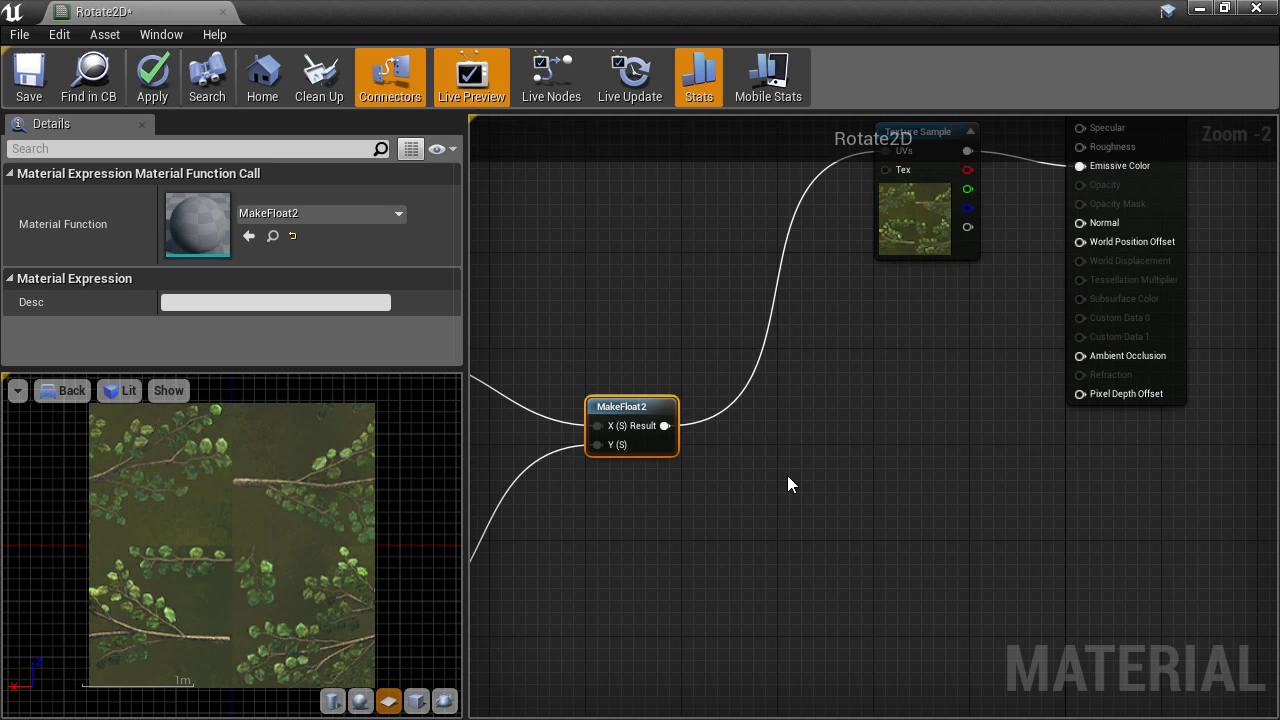 Rotate2D*
File Edit Asset Window Help
Save Find in CB Apply Search Home Clean Up Connectors Live Preview Live Nodes Live Update Stats Mobile Stats
Details
Search
Material Expression Material Function Call
Material Function
MakeFloat2
Material Expression
Desc
Back Lit Show
1m
Z
Rotate2D
Zoom -2
Texture Sample
UVs
Tex
MakeFloat2
X (S) Result
Y (S)
Specular
Roughness
Emissive Color
Opacity
Opacity Mask
Normal
World Position Offset
World Displacement
Tessellation Multiplier
Subsurface Color
Custom Data 0
Custom Data 1
Ambient Occlusion
Refraction
Pixel Depth Offset
MATERIAL